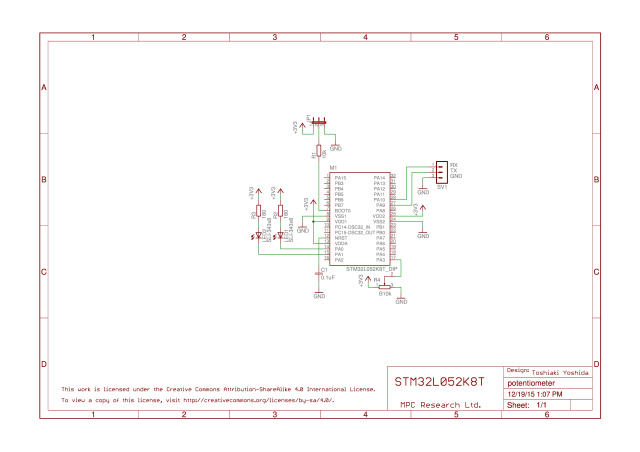 1 2 3 4 5 6
A A
JP1
+3V3
GND
R1
10k
M1
PA15 PA14
PB3 PA13
PB4 PA12
PB5 PA11
PB6 PA10
PB7 PA9
BOOT0 PA8
VSS1 VDD2
VDD1 VSS2
PC14-OSC32_IN PB1
PC15-OSC32_OUT PB0
NRST PA7
VDDA PA6
PA0 PA5
PA1 PA4
PA2 PA3
STM32L052K8T_DIP
B B
RX
TX
GND
SV1
1
2
3
GND
+3V3
GND
+3V3 +3V3 +3V3
R3 R2
GND
C C
C1
0.1uF
GND
+3V3
R4
B10k
GND
D D
STM32L052K8T
MPC Research Ltd.
Design: Toshiaki Yoshida
potentiometer
12/19/15 1:07 PM
Sheet: 1/1
This work is licensed under the Creative Commons Attribution-ShareAlike 4.0 International License.
To view a copy of this license, visit http://creativecommons.org/licenses/by-sa/4.0/.
1 2 3 4 5 6